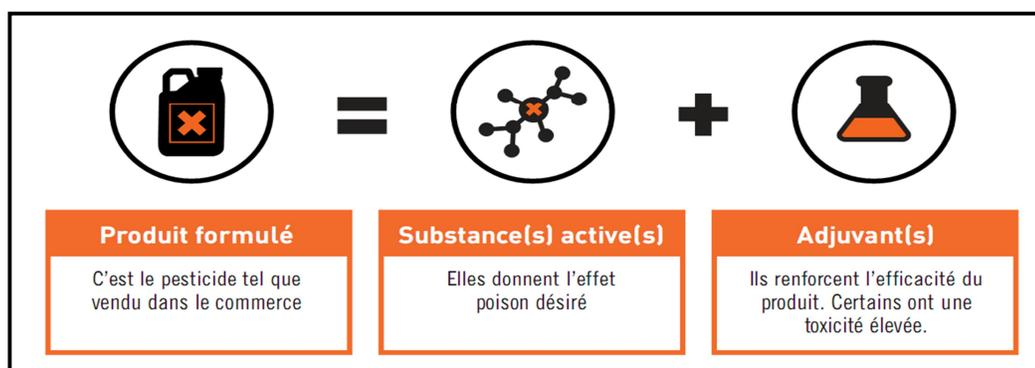 Produit formulé
C'est le pesticide tel que
vendu dans le commerce
Substance(s) active(s)
Elles donnent l'effet
poison désiré
Adjuvant(s)
Ils renforcent l'efficacité du
produit. Certains ont une
toxicité élevée.